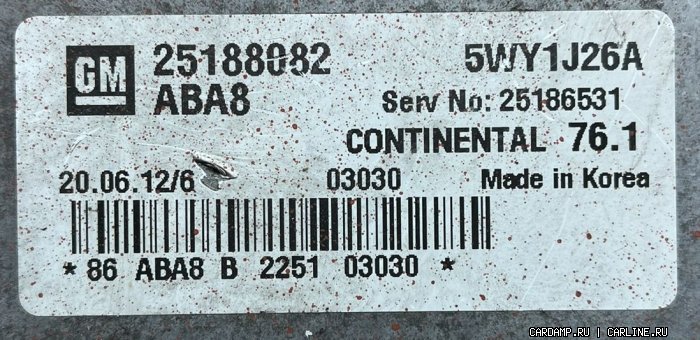 GM 25188082 5WY1J26A
ABA8 Serv No: 25186531
CONTINENTAL 76.1
20.06.12/6 03030 Made in Korea
* 86 ABA8 B 2251 03030 *
CARDAMP.RU | CARLINE.RU